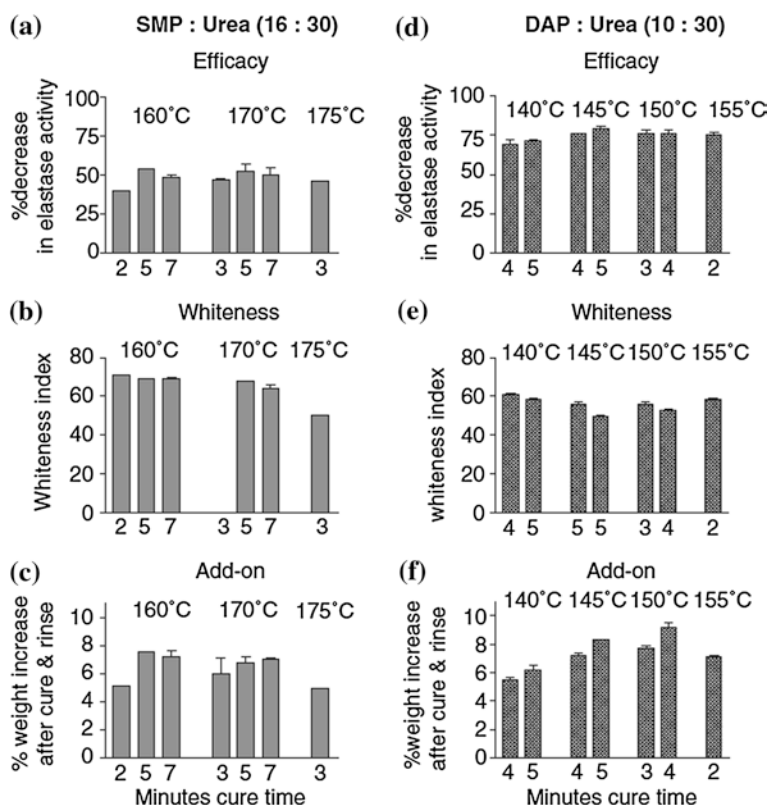 (a) SMP : Urea (16 : 30)
Efficacy
%decrease
in elastase activity
100
75
50
25
0
160˚C 170˚C 175˚C
2 5 7 3 5 7 3
(b) Whiteness
Whiteness index
80
60
40
20
0
160˚C 170˚C 175˚C
2 5 7 3 5 7 3
(c) Add-on
% weight increase
after cure & rinse
10
8
6
4
2
0
160˚C 170˚C 175˚C
2 5 7 3 5 7 3
Minutes cure time
(d) DAP : Urea (10 : 30)
Efficacy
%decrease
in elastase activity
100
75
50
25
0
140˚C 145˚C 150˚C 155˚C
4 5 4 5 3 4 2
(e) Whiteness
whiteness index
80
60
40
20
0
140˚C 145˚C 150˚C 155˚C
4 5 5 5 3 4 2
(f) Add-on
%weight increase
after cure & rinse
10
8
6
4
2
0
140˚C 145˚C 150˚C 155˚C
4 5 4 5 3 4 2
Minutes cure time